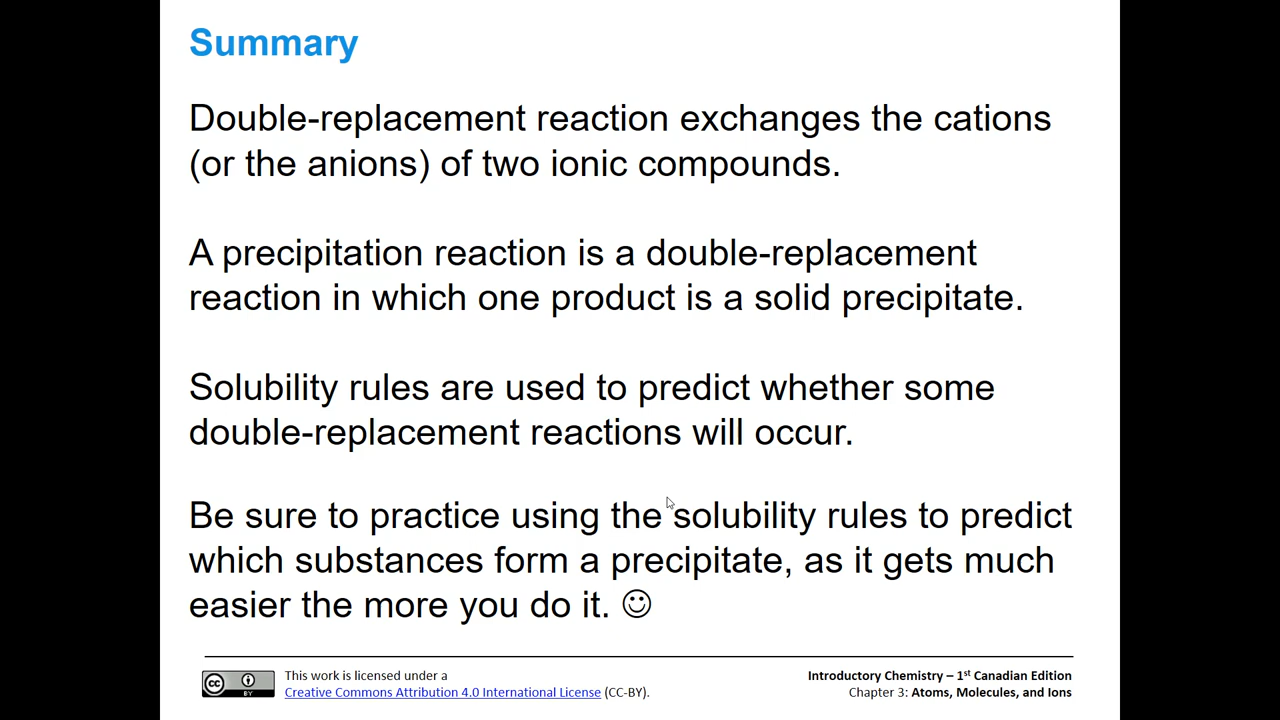 Summary
Double-replacement reaction exchanges the cations
(or the anions) of two ionic compounds.
A precipitation reaction is a double-replacement
reaction in which one product is a solid precipitate.
Solubility rules are used to predict whether some
double-replacement reactions will occur.
Be sure to practice using the solubility rules to predict
which substances form a precipitate, as it gets much
easier the more you do it. ☺
cc BY
This work is licensed under a
Creative Commons Attribution 4.0 International License (CC-BY).
Introductory Chemistry – 1st Canadian Edition
Chapter 3: Atoms, Molecules, and Ions